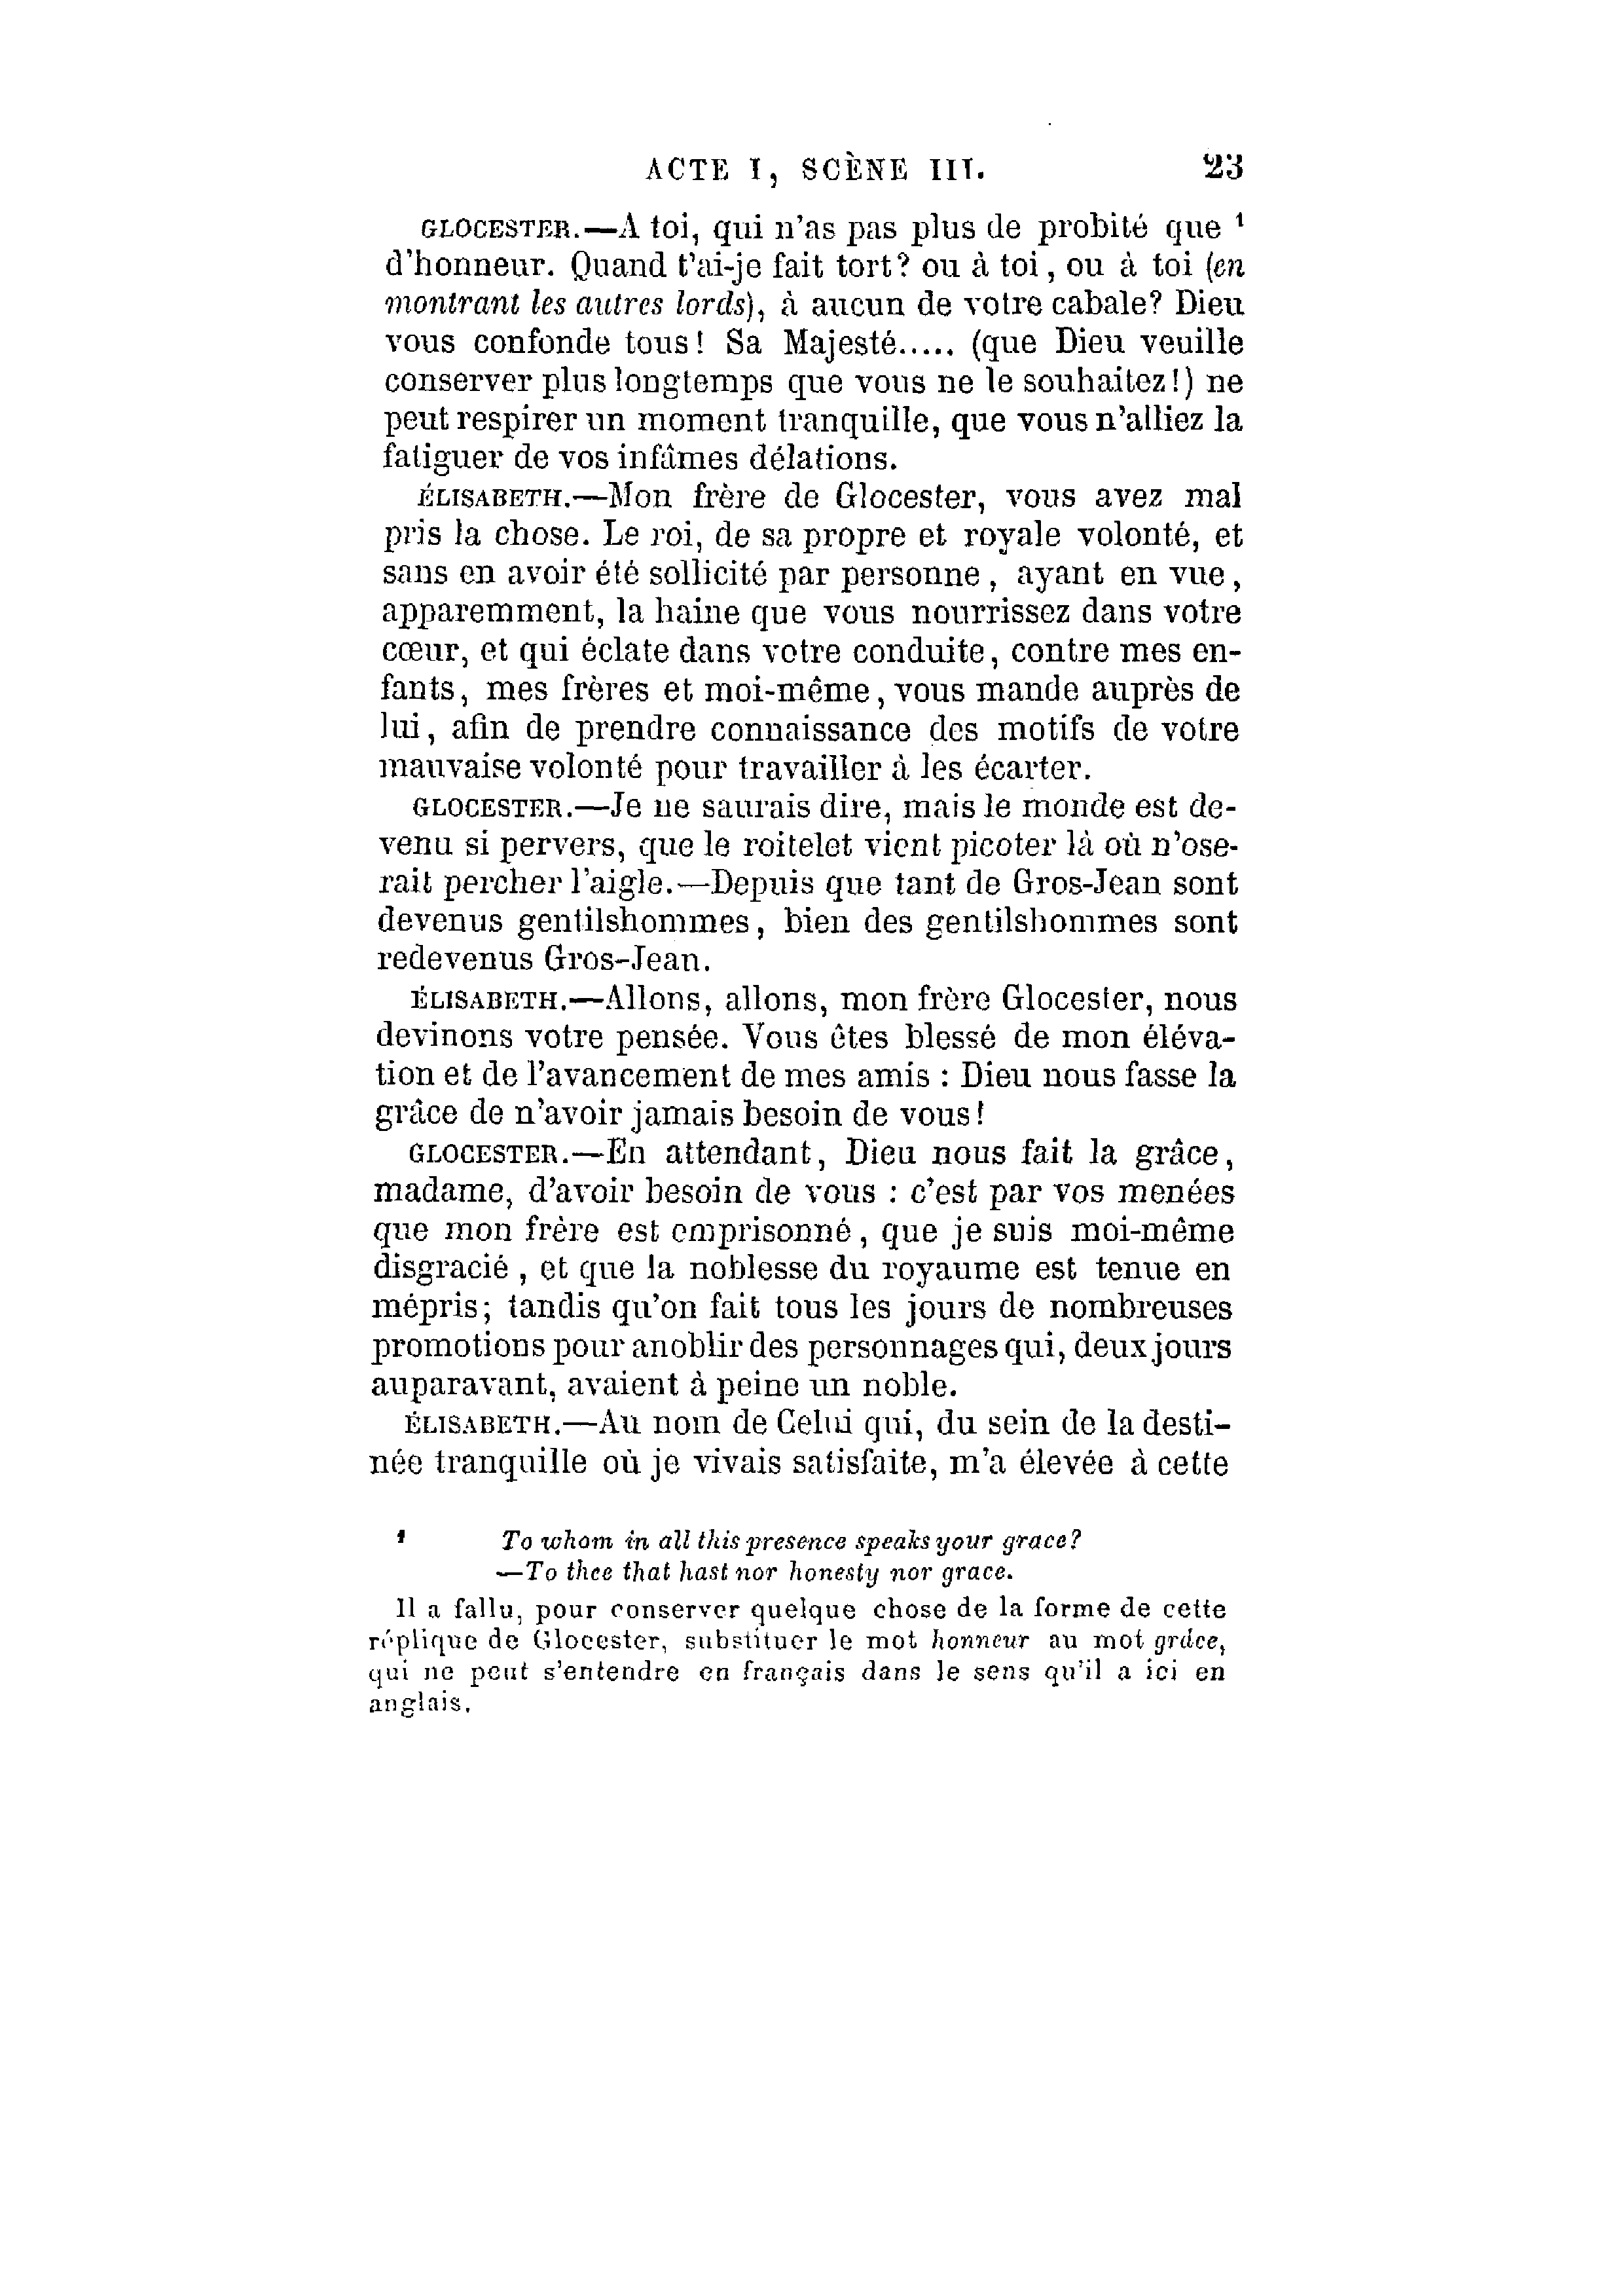 ACTE I, SCÈNE III. 23
GLOCESTER.—A toi, qui n'as pas plus de probité que ¹
d'honneur. Quand t'ai-je fait tort? ou à toi, ou à toi (en
montrant les autres lords), à aucun de votre cabale? Dieu
vous confonde tous! Sa Majesté..... (que Dieu veuille
conserver plus longtemps que vous ne le souhaitez!) ne
peut respirer un moment tranquille, que vous n'alliez la
fatiguer de vos infâmes délations.
ÉLISABETH.—Mon frère de Glocester, vous avez mal
pris la chose. Le roi, de sa propre et royale volonté, et
sans en avoir été sollicité par personne, ayant en vue,
apparemment, la haine que vous nourrissez dans votre
cœur, et qui éclate dans votre conduite, contre mes en-
fants, mes frères et moi-même, vous mande auprès de
lui, afin de prendre connaissance des motifs de votre
mauvaise volonté pour travailler à les écarter.
GLOCESTER.—Je ne saurais dire, mais le monde est de-
venu si pervers, que le roitelet vient picoter là où n'ose-
rait percher l'aigle.—Depuis que tant de Gros-Jean sont
devenus gentilshommes, bien des gentilshommes sont
redevenus Gros-Jean.
ÉLISABETH.—Allons, allons, mon frère Glocester, nous
devinons votre pensée. Vous êtes blessé de mon éléva-
tion et de l'avancement de mes amis : Dieu nous fasse la
grâce de n'avoir jamais besoin de vous!
GLOCESTER.—En attendant, Dieu nous fait la grâce,
madame, d'avoir besoin de vous : c'est par vos menées
que mon frère est emprisonné, que je suis moi-même
disgracié, et que la noblesse du royaume est tenue en
mépris; tandis qu'on fait tous les jours de nombreuses
promotions pour anoblir des personnages qui, deux jours
auparavant, avaient à peine un noble.
ÉLISABETH.—Au nom de Celui qui, du sein de la desti-
née tranquille où je vivais satisfaite, m'a élevée à cette
¹ To whom in all this presence speaks your grace?
—To thee that hast nor honesty nor grace.
Il a fallu, pour conserver quelque chose de la forme de cette
réplique de Glocester, substituer le mot honneur au mot grâce,
qui ne peut s'entendre en français dans le sens qu'il a ici en
anglais.